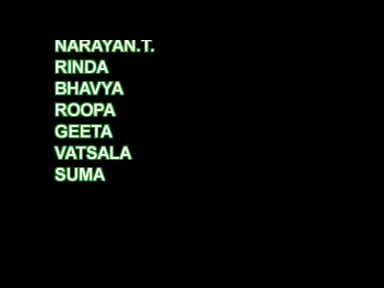 NARAYAN.T.
RINDA
BHAVYA
ROOPA
GEETA
VATSALA
SUMA